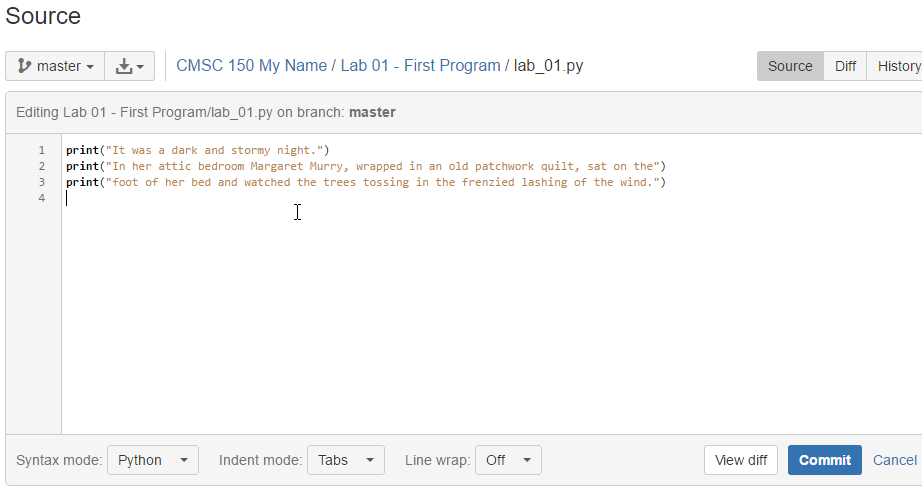 Source
master
CMSC 150 My Name / Lab 01 - First Program / lab_01.py
Source Diff History
Editing Lab 01 - First Program/lab_01.py on branch: master
1 print("It was a dark and stormy night.")
2 print("In her attic bedroom Margaret Murry, wrapped in an old patchwork quilt, sat on the")
3 print("foot of her bed and watched the trees tossing in the frenzied lashing of the wind.")
4
Syntax mode: Python Indent mode: Tabs Line wrap: Off View diff Commit Cancel